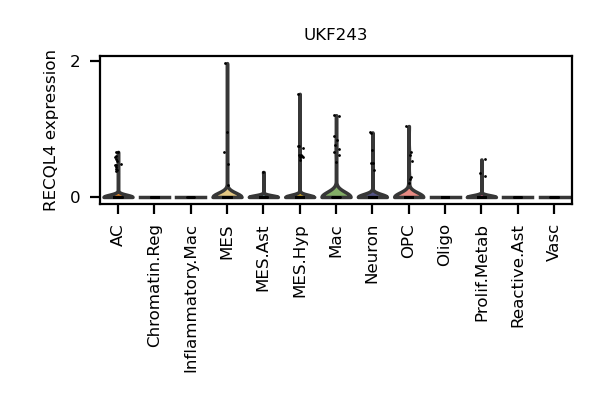 UKF243
RECQL4 expression
2
0
AC
Chromatin.Reg
Inflammatory.Mac
MES
MES.Ast
MES.Hyp
Mac
Neuron
OPC
Oligo
Prolif.Metab
Reactive.Ast
Vasc